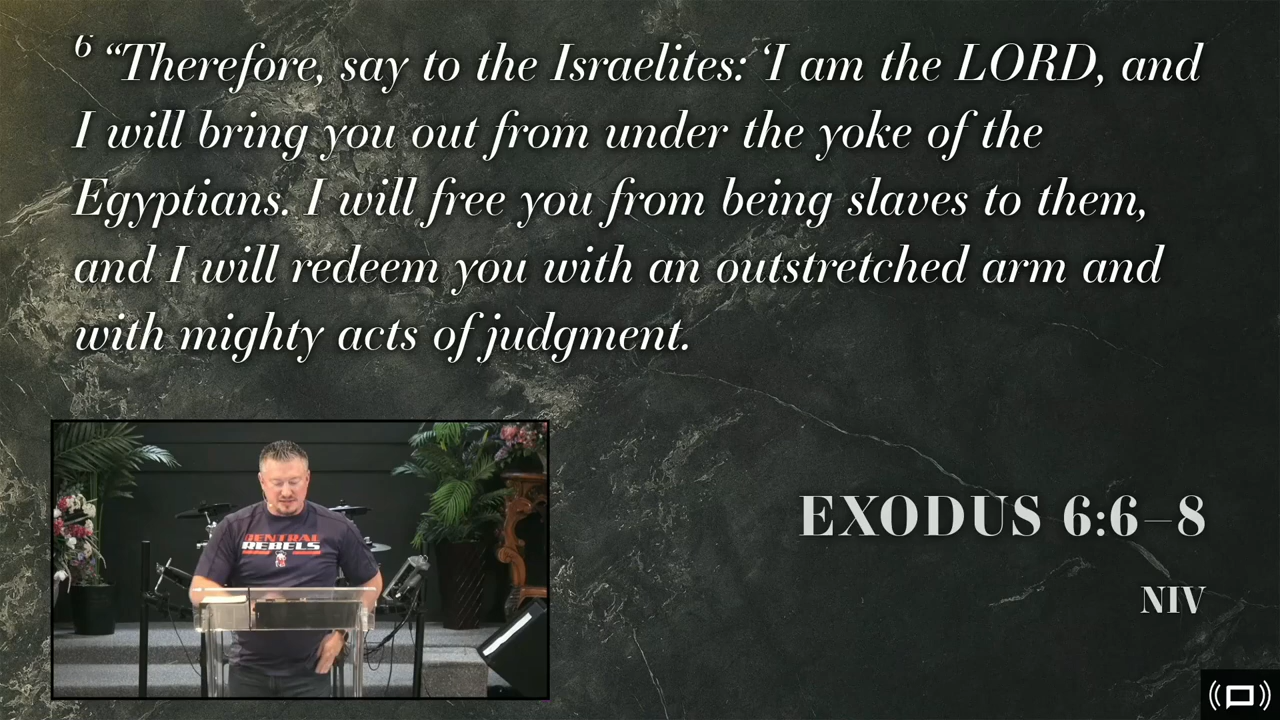 6 “Therefore, say to the Israelites: ‘I am the LORD, and
I will bring you out from under the yoke of the
Egyptians. I will free you from being slaves to them,
and I will redeem you with an outstretched arm and
with mighty acts of judgment.
EXODUS 6:6–8
NIV
CENTRAL
REBELS